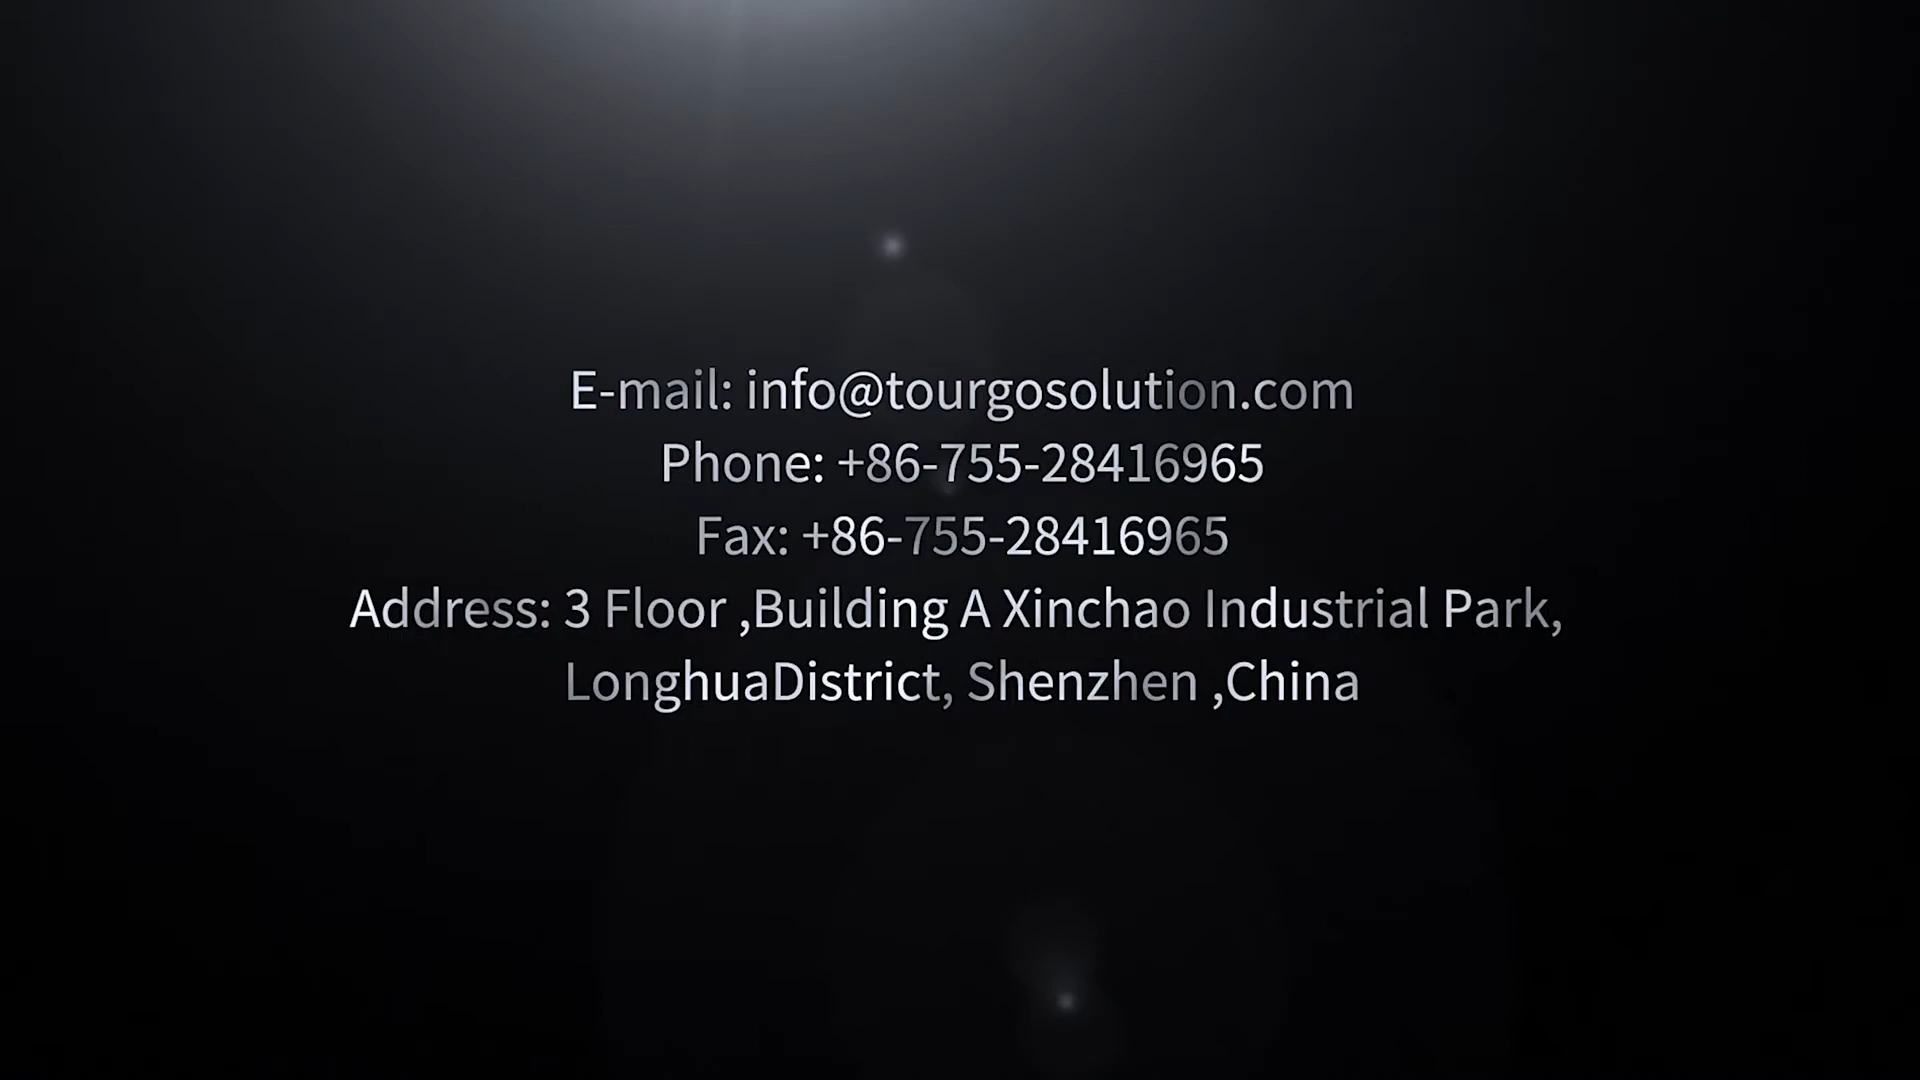 E-mail: info@tourgosolution.com
Phone: +86-755-28416965
Fax: +86-755-28416965
Address: 3 Floor ,Building A Xinchao Industrial Park,
LonghuaDistrict, Shenzhen ,China